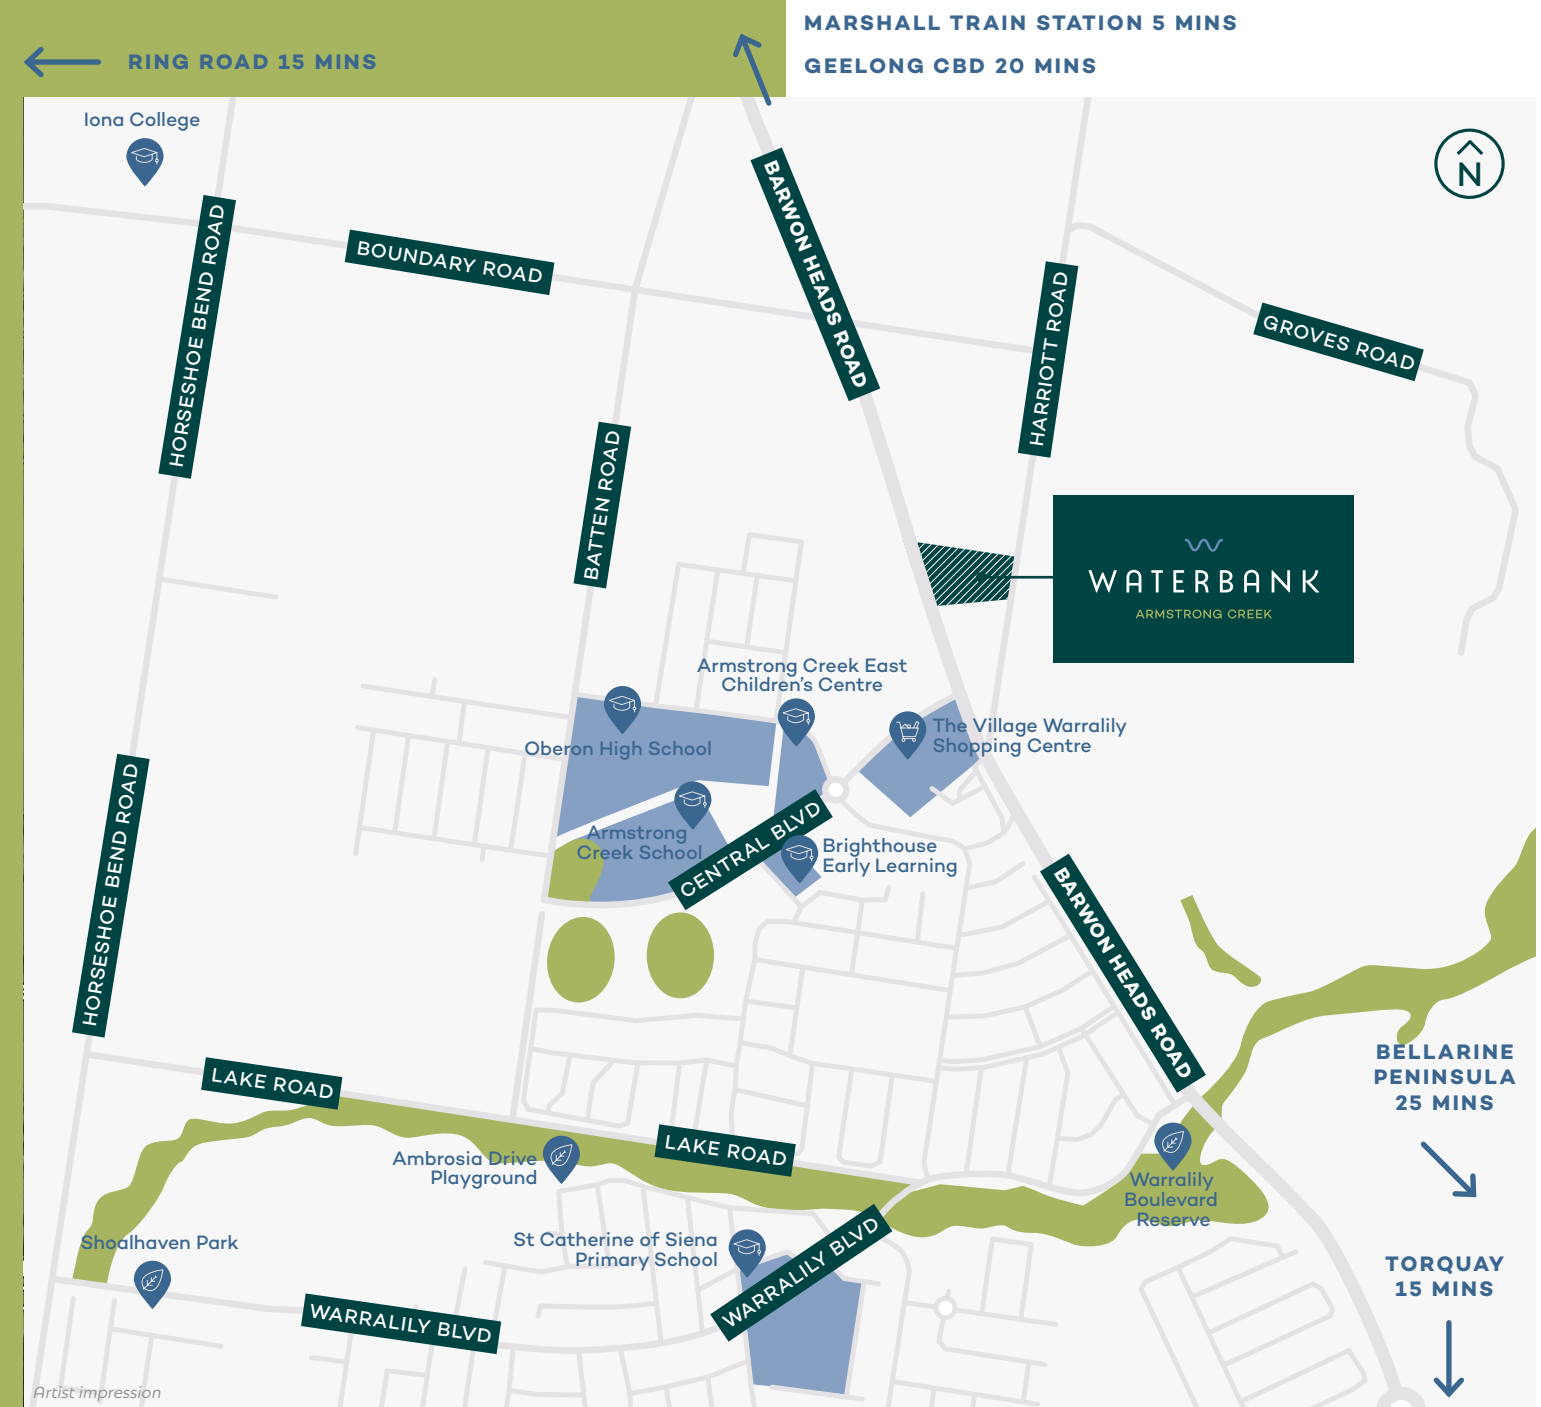 MARSHALL TRAIN STATION 5 MINS
RING ROAD 15 MINS
GEELONG CBD 20 MINS
Iona College
N
HORSESHOE BEND ROAD
BOUNDARY ROAD
BARWON HEADS ROAD
HARRIOTT ROAD
GROVES ROAD
BATTEN ROAD
WATERBANK
ARMSTRONG CREEK
Armstrong Creek East
Children's Centre
Oberon High School
The Village Warralily
Shopping Centre
Armstrong
Creek School
CENTRAL BLVD
Brighthouse
Early Learning
HORSESHOE BEND ROAD
BARWON HEADS ROAD
BELLARINE
PENINSULA
25 MINS
LAKE ROAD
LAKE ROAD
Ambrosia Drive
Playground
Warralily
Boulevard
Reserve
Shoalhaven Park
St Catherine of Siena
Primary School
WARRALILY BLVD
TORQUAY
15 MINS
WARRALILY BLVD
Artist impression